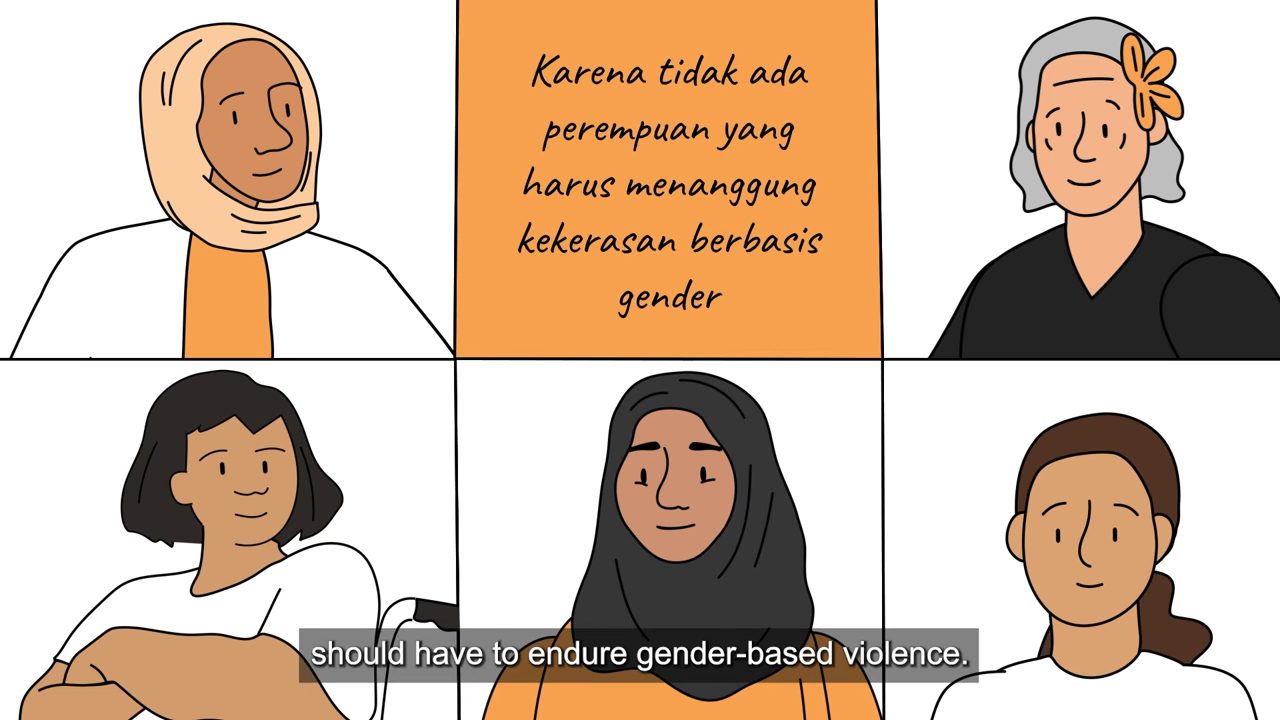 Karena tidak ada
perempuan yang
harus menanggung
kekerasan berbasis
gender
should have to endure gender-based violence.